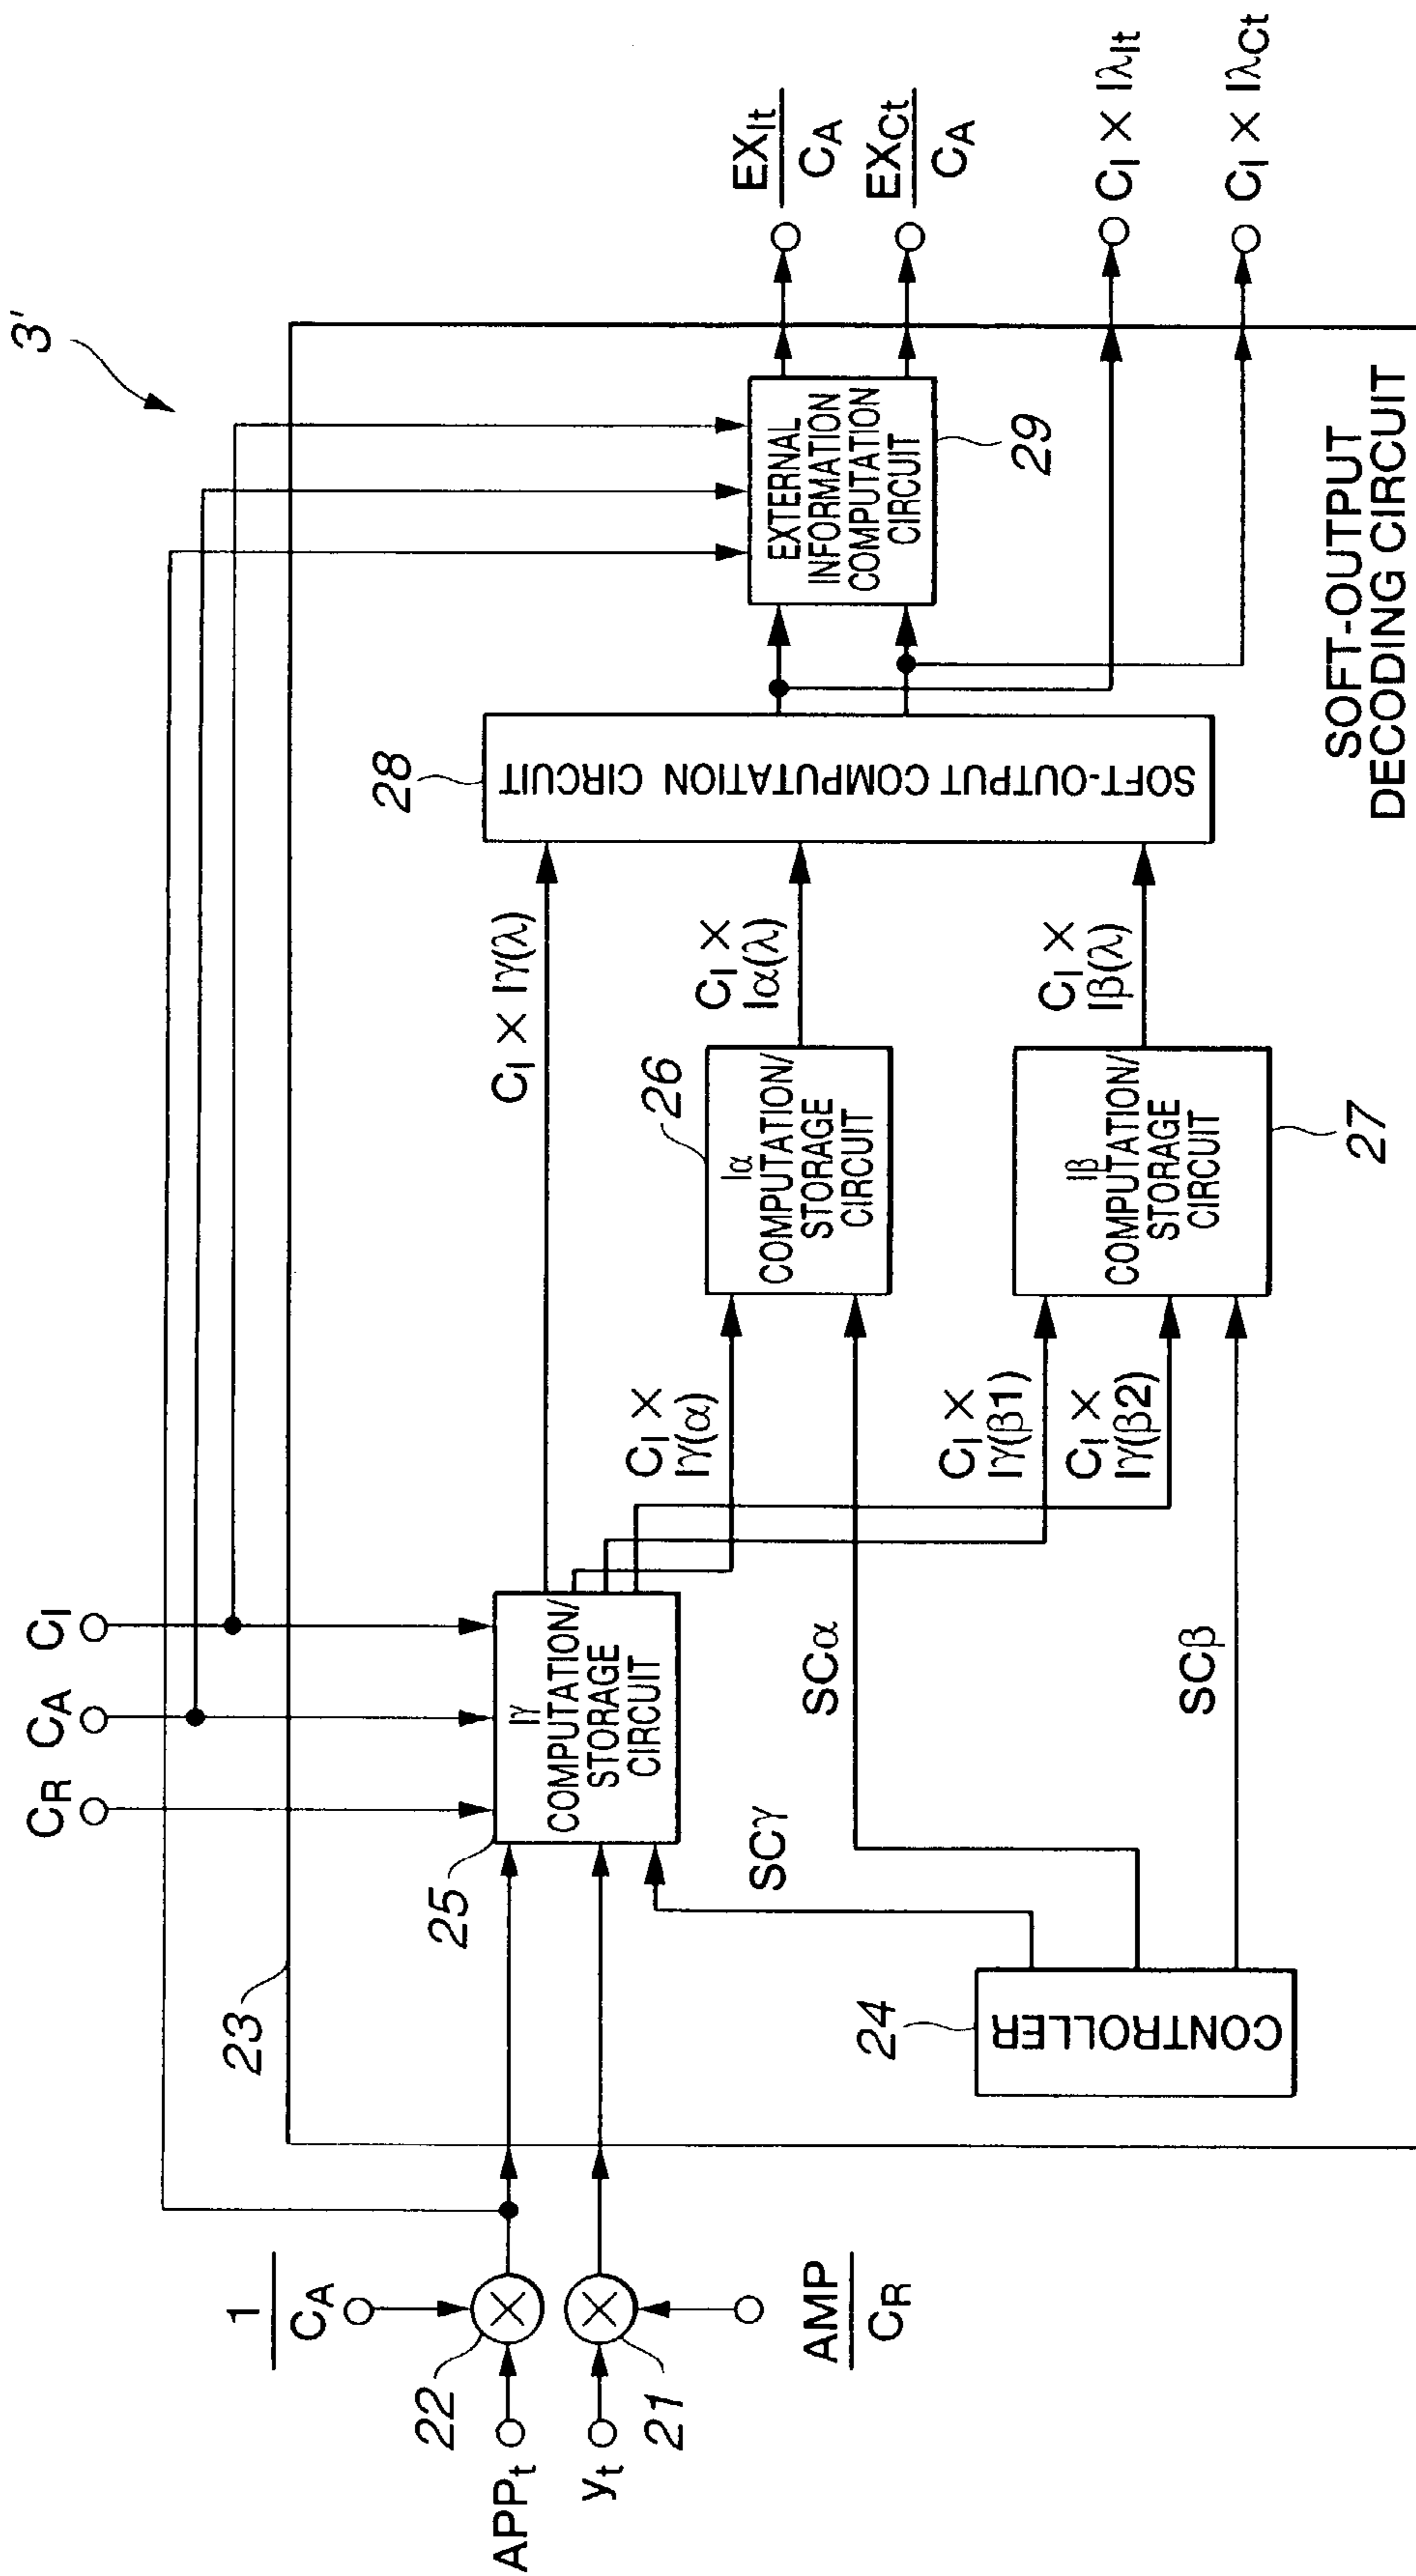 3'
C_R
C_A
C_I
23
1
C_A
22
APP_t
y_t
21
AMP
C_R
25
Iγ
COMPUTATION/
STORAGE
CIRCUIT
SCγ
SCα
SCβ
24
CONTROLLER
C_I × Iγ(λ)
C_I ×
Iγ(α)
C_I ×
Iγ(β1)
C_I ×
Iγ(β2)
26
Iα
COMPUTATION/
STORAGE
CIRCUIT
Iβ
COMPUTATION/
STORAGE
CIRCUIT
27
C_I ×
Iα(λ)
C_I ×
Iβ(λ)
28
SOFT-OUTPUT COMPUTATION CIRCUIT
EXTERNAL
INFORMATION
COMPUTATION
CIRCUIT
29
EX_It
C_A
EX_Ct
C_A
C_I × Iλ_It
C_I × Iλ_Ct
SOFT-OUTPUT
DECODING CIRCUIT